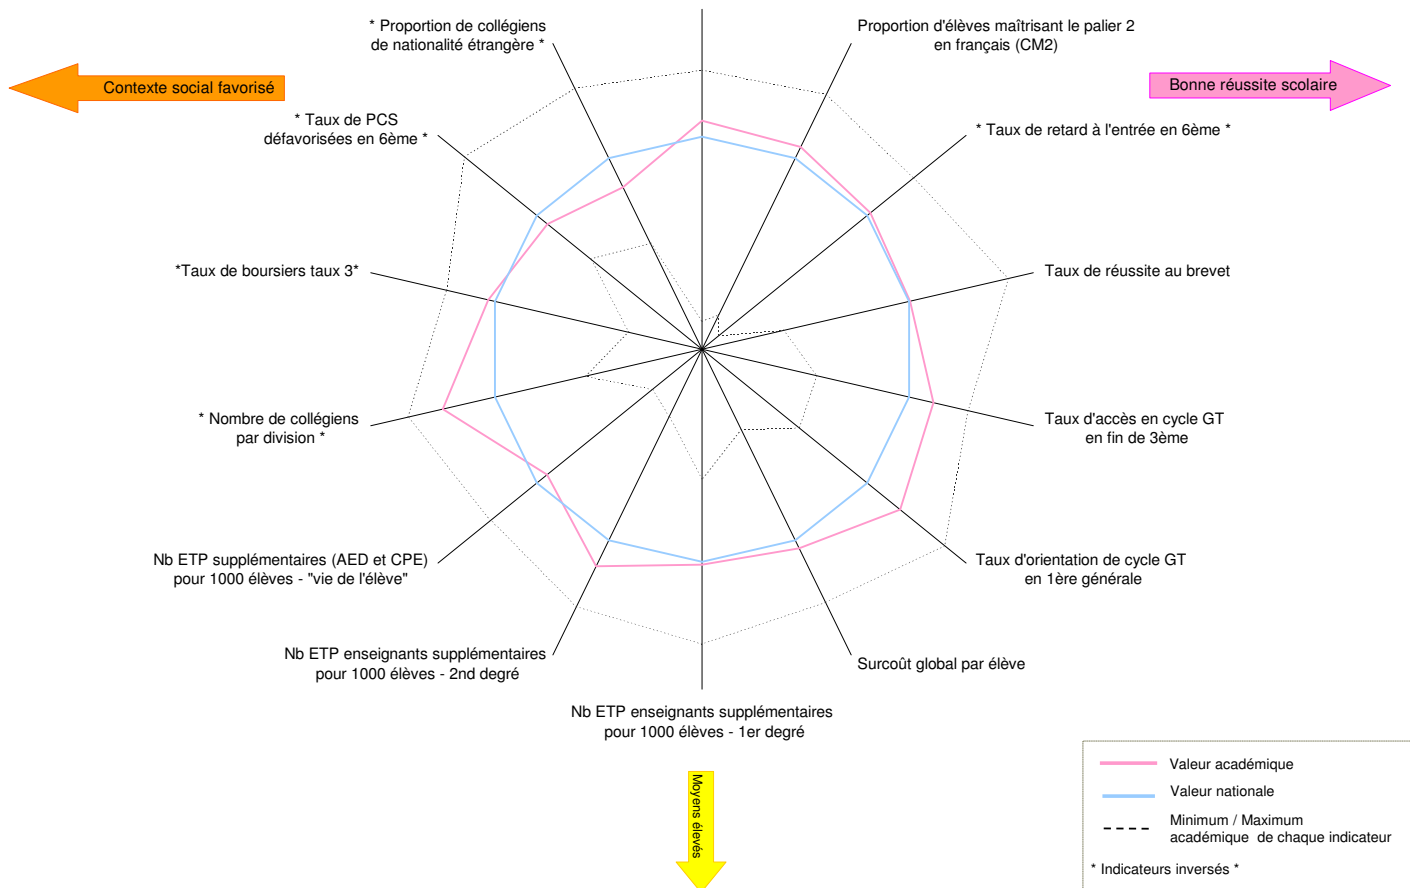 * Proportion de collégiens
de nationalité étrangère *
Proportion d'élèves maîtrisant le palier 2
en français (CM2)
Contexte social favorisé
Bonne réussite scolaire
* Taux de PCS
défavorisées en 6ème *
* Taux de retard à l'entrée en 6ème *
*Taux de boursiers taux 3*
Taux de réussite au brevet
* Nombre de collégiens
par division *
Taux d'accès en cycle GT
en fin de 3ème
Nb ETP supplémentaires (AED et CPE)
pour 1000 élèves - "vie de l'élève"
Taux d'orientation de cycle GT
en 1ère générale
Nb ETP enseignants supplémentaires
pour 1000 élèves - 2nd degré
Surcoût global par élève
Nb ETP enseignants supplémentaires
pour 1000 élèves - 1er degré
Moyens élevés
Valeur académique
Valeur nationale
Minimum / Maximum
académique de chaque indicateur
* Indicateurs inversés *